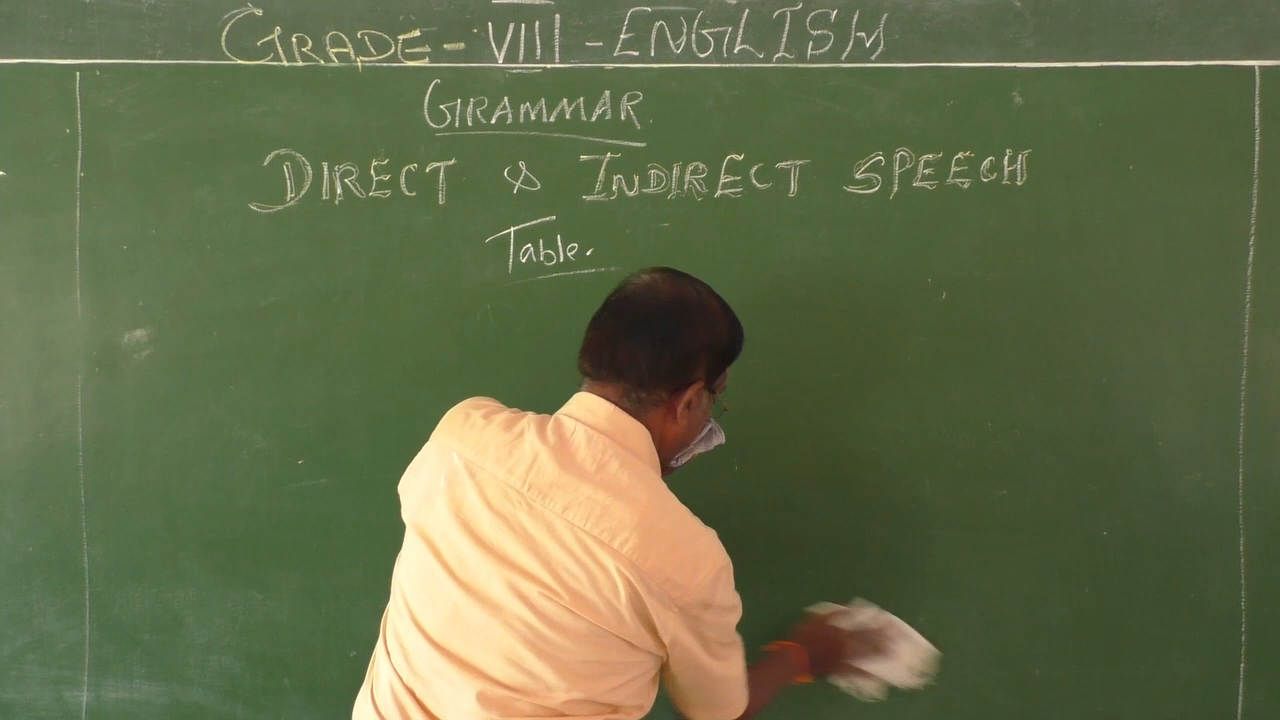 GRADE - VIII - ENGLISH
GRAMMAR
DIRECT & INDIRECT SPEECH
Table.